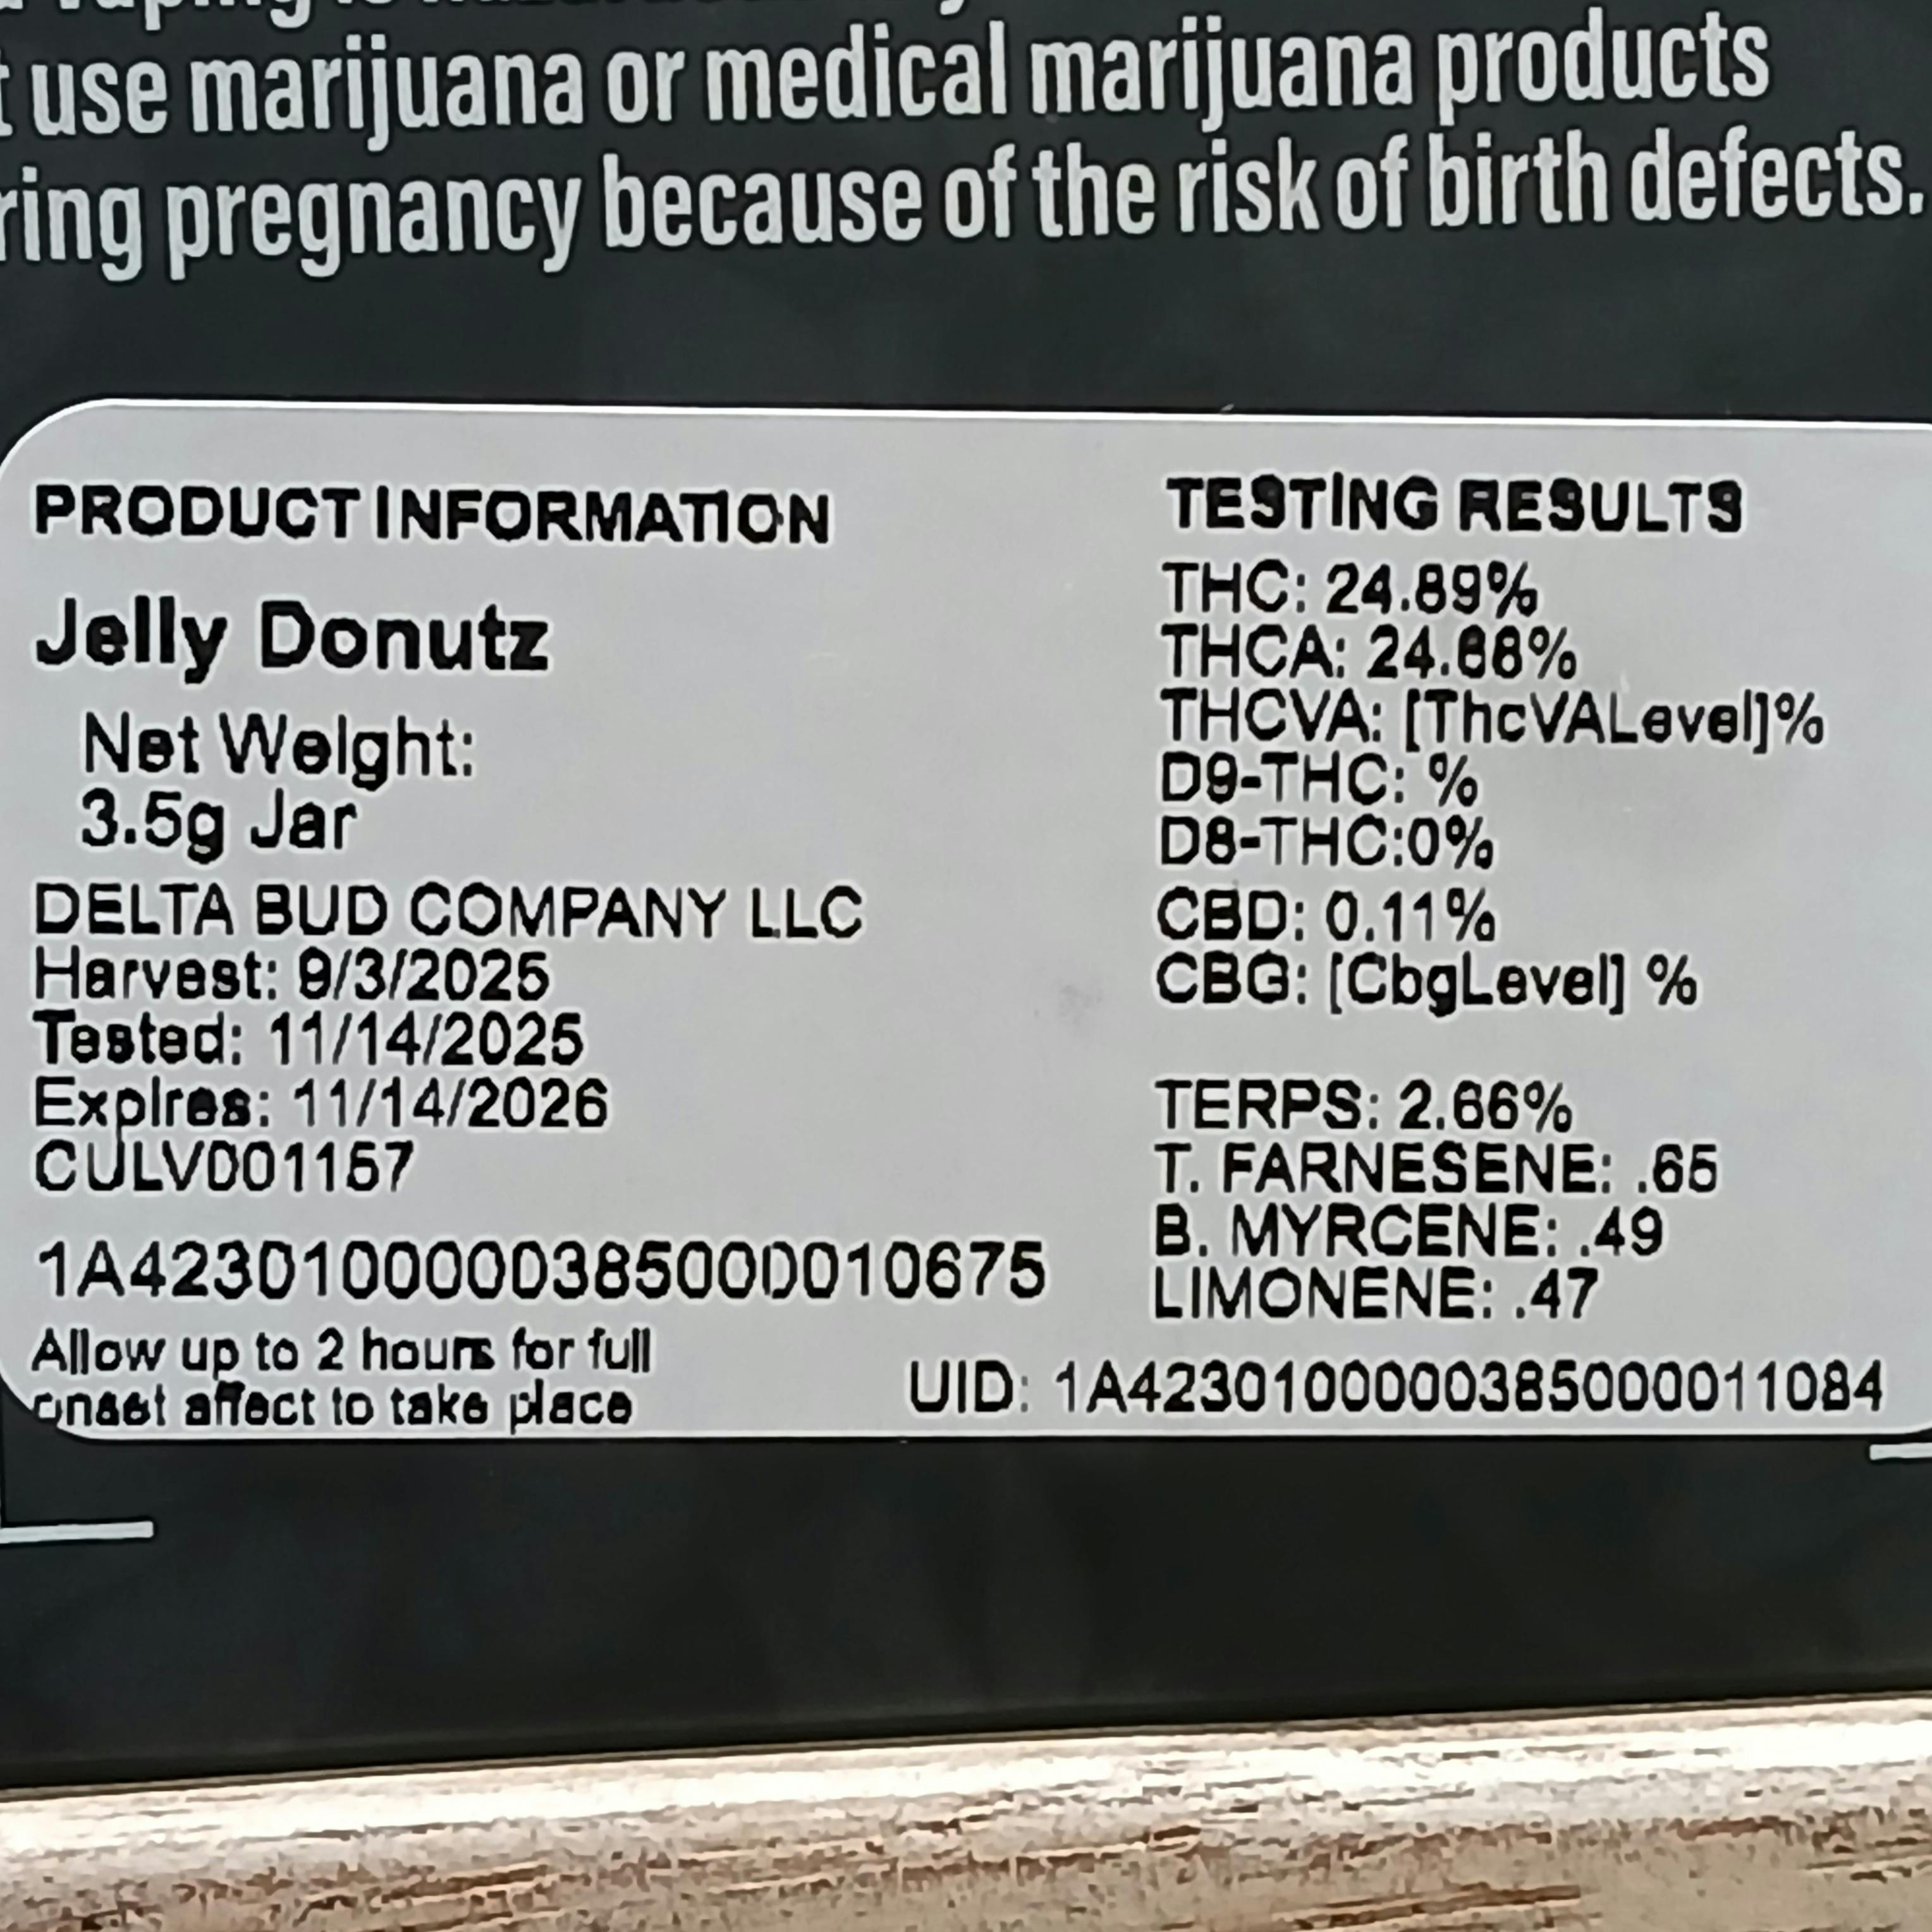 use marijuana or medical marijuana products
ring pregnancy because of the risk of birth defects.
PRODUCT INFORMATION
Jelly Donutz
Net Weight:
3.5g Jar
DELTA BUD COMPANY LLC
Harvest: 9/3/2025
Tested: 11/14/2025
Expires: 11/14/2026
CULV001157
1A4230100000385000010675
Allow up to 2 hours for full
onset affect to take place
TESTING RESULTS
THC: 24.89%
THCA: 24.68%
THCVA: [ThcVALevel]%
D9-THC: %
D8-THC:0%
CBD: 0.11%
CBG: [CbgLevel] %
TERPS: 2.66%
T. FARNESENE: .65
B. MYRCENE: .49
LIMONENE: .47
UID: 1A4230100000385000011084